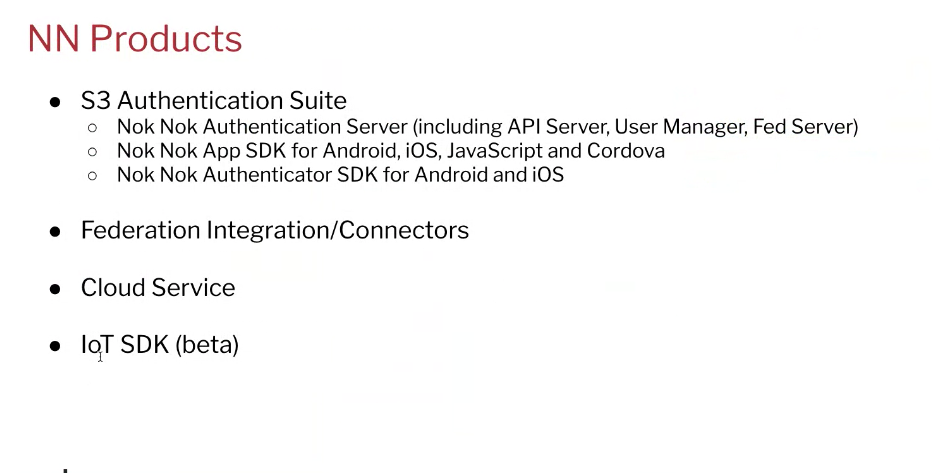 NN Products
● S3 Authentication Suite
○ Nok Nok Authentication Server (including API Server, User Manager, Fed Server)
○ Nok Nok App SDK for Android, iOS, JavaScript and Cordova
○ Nok Nok Authenticator SDK for Android and iOS
● Federation Integration/Connectors
● Cloud Service
● IoT SDK (beta)